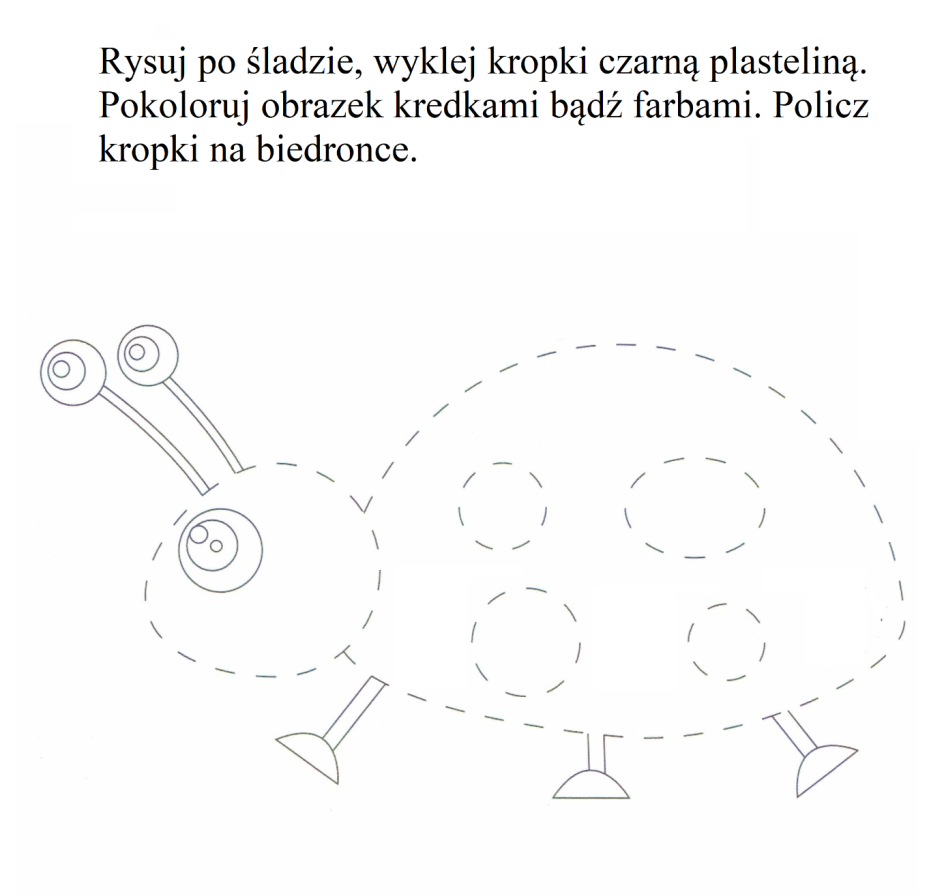 Rysuj po śladzie, wyklej kropki czarną plasteliną.
Pokoloruj obrazek kredkami bądź farbami. Policz
kropki na biedronce.